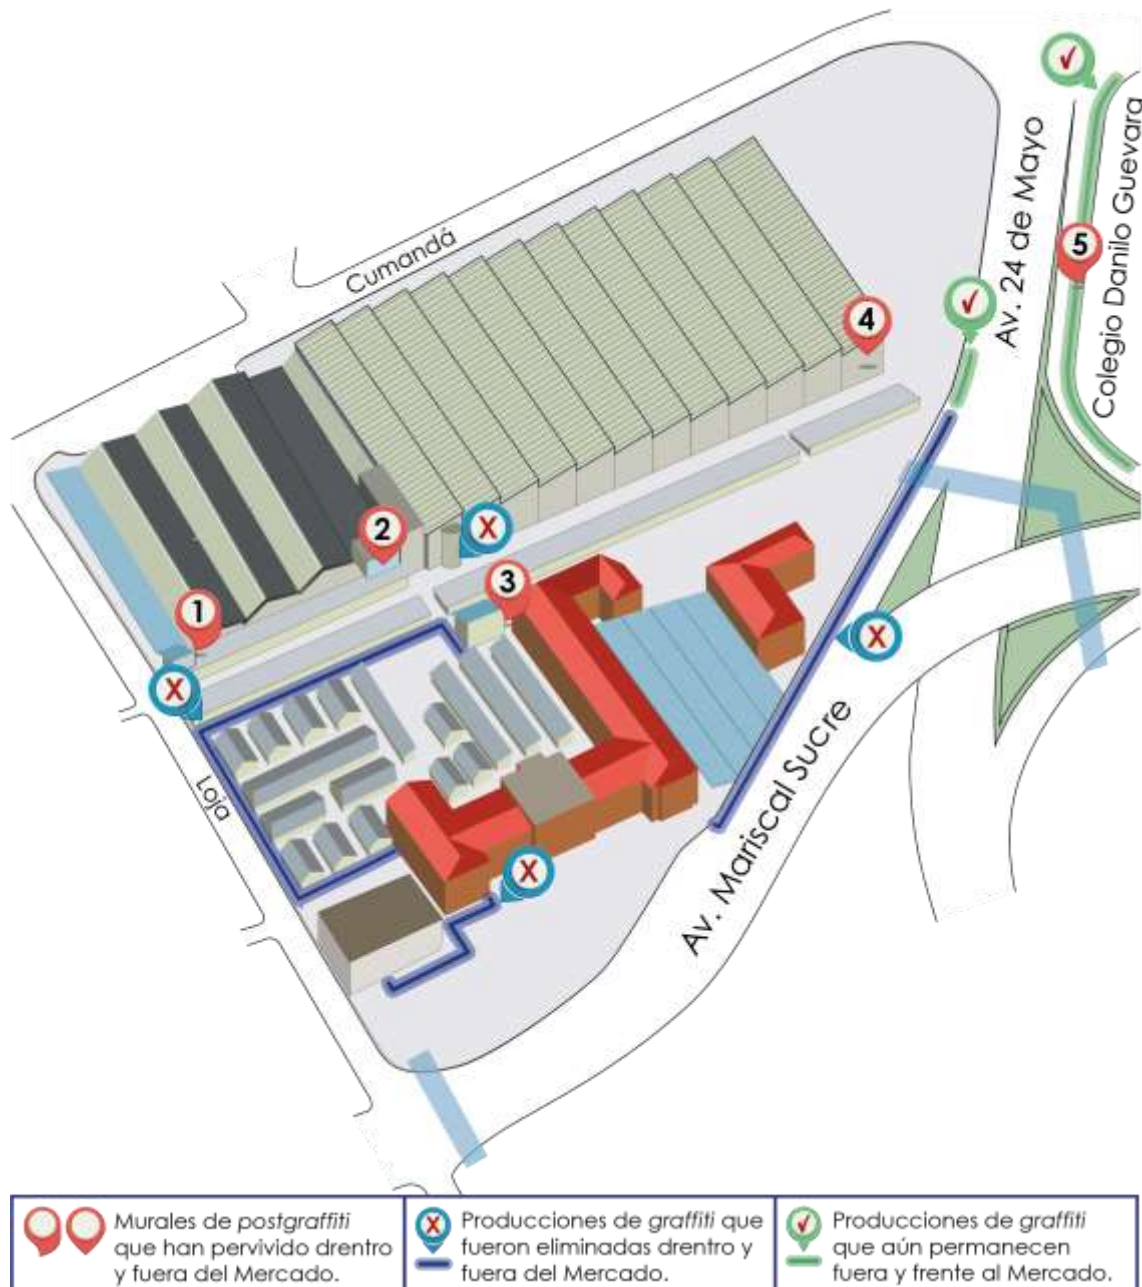 Cumandá
Av. 24 de Mayo
Colegio Danilo Guevara
5
4
2
X
3
1
X
X
Loja
Av. Mariscal Sucre
X
Murales de postgraffiti
que han pervivido drentro
y fuera del Mercado.
X
Producciones de graffiti que
fueron eliminadas drentro y
fuera del Mercado.
Producciones de graffiti
que aún permanecen
fuera y frente al Mercado.